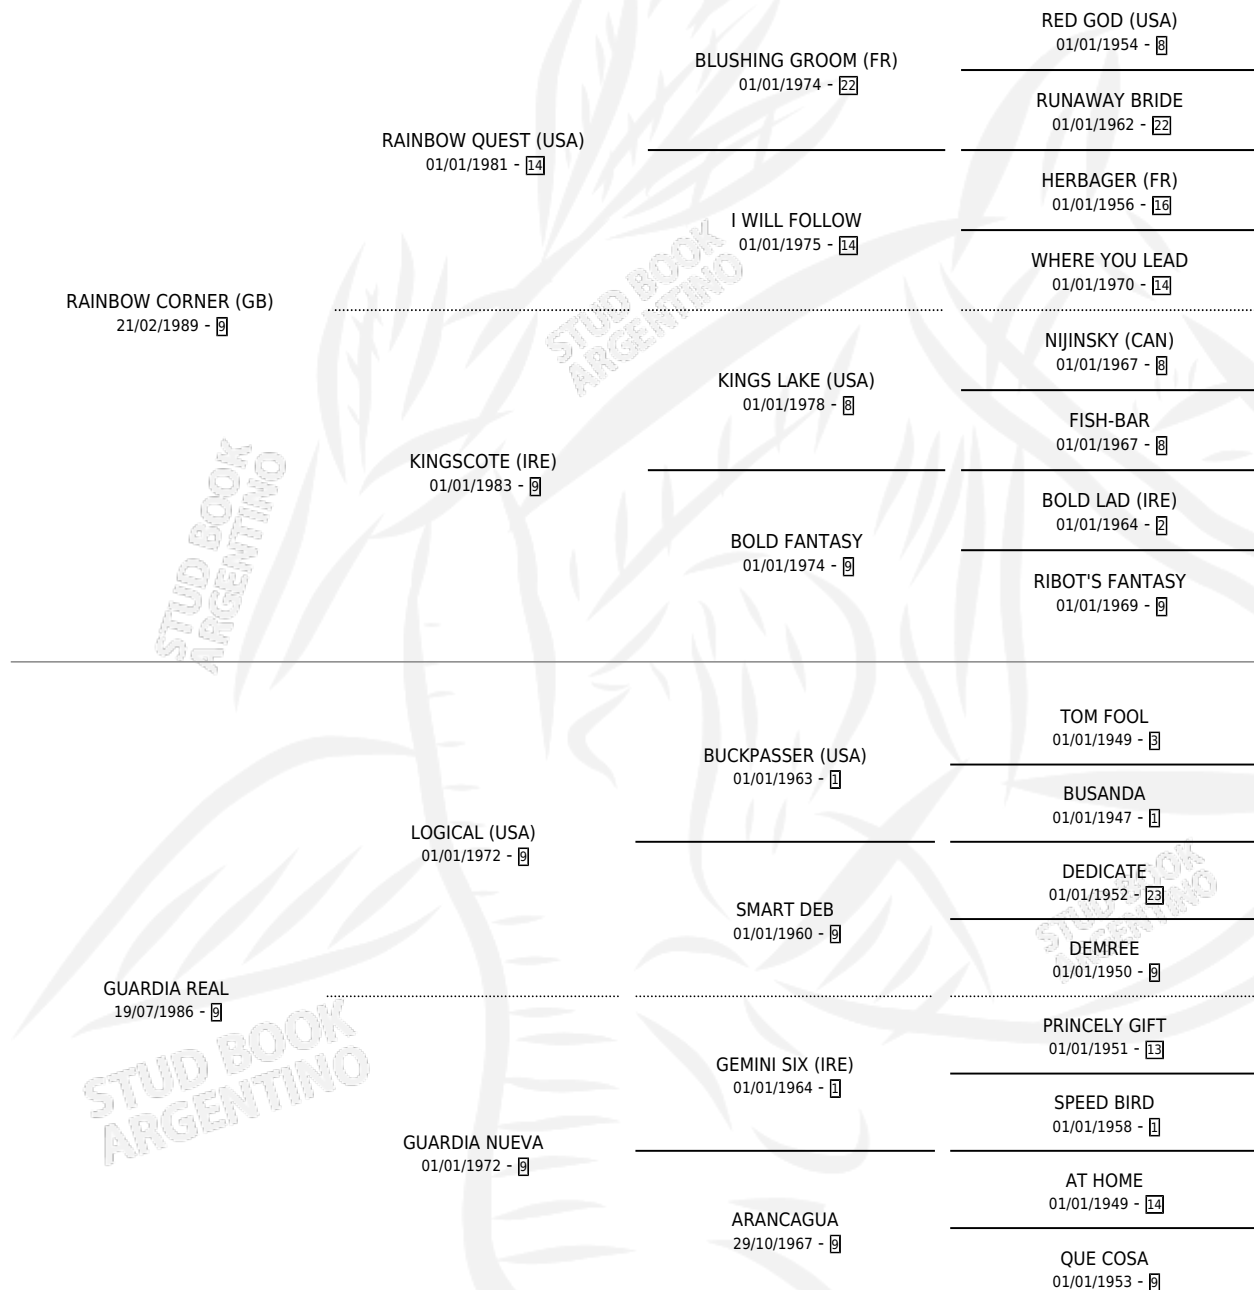 RED GOD (USA)
01/01/1954 - 8
BLUSHING GROOM (FR)
01/01/1974 - 22
RUNAWAY BRIDE
01/01/1962 - 22
RAINBOW QUEST (USA)
01/01/1981 - 14
HERBAGER (FR)
01/01/1956 - 16
I WILL FOLLOW
01/01/1975 - 14
WHERE YOU LEAD
01/01/1970 - 14
RAINBOW CORNER (GB)
21/02/1989 - 9
NIJINSKY (CAN)
01/01/1967 - 8
KINGS LAKE (USA)
01/01/1978 - 8
FISH-BAR
01/01/1967 - 8
KINGSCOTE (IRE)
01/01/1983 - 9
BOLD LAD (IRE)
01/01/1964 - 2
BOLD FANTASY
01/01/1974 - 9
RIBOT'S FANTASY
01/01/1969 - 9
TOM FOOL
01/01/1949 - 3
BUCKPASSER (USA)
01/01/1963 - 1
BUSANDA
01/01/1947 - 1
LOGICAL (USA)
01/01/1972 - 9
DEDICATE
01/01/1952 - 23
SMART DEB
01/01/1960 - 9
DEMREE
01/01/1950 - 9
GUARDIA REAL
19/07/1986 - 9
PRINCELY GIFT
01/01/1951 - 13
GEMINI SIX (IRE)
01/01/1964 - 1
SPEED BIRD
01/01/1958 - 1
GUARDIA NUEVA
01/01/1972 - 9
AT HOME
01/01/1949 - 14
ARANCAGUA
29/10/1967 - 9
QUE COSA
01/01/1953 - 9
STUD BOOK
ARGENTINO
STUD BOOK
ARGENTINO
STUD BOOK
ARGENTINO
STUD BOOK
ARGENTINO